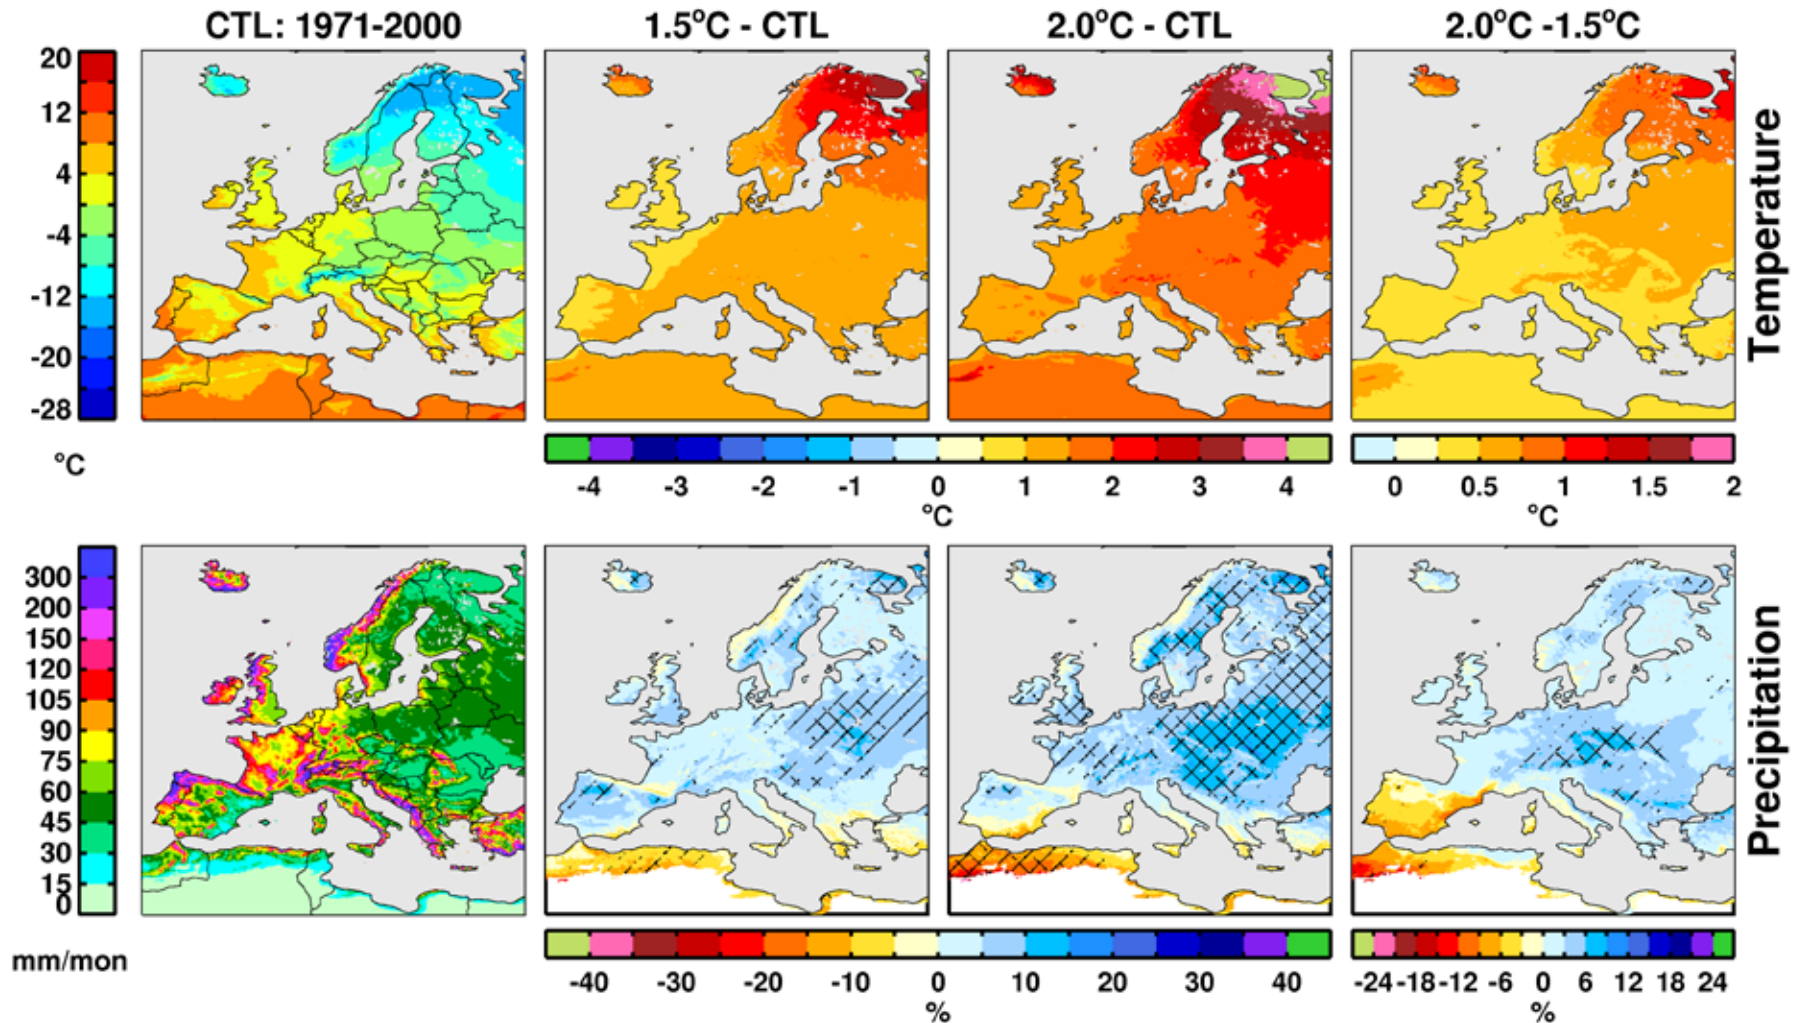 CTL: 1971-2000
1.5°C - CTL
2.0°C - CTL
2.0°C -1.5°C
20
12
4
-4
-12
-20
-28
°C
Temperature
-4 -3 -2 -1 0 1 2 3 4
°C
0 0.5 1 1.5 2
°C
300
200
150
120
105
90
75
60
45
30
15
0
mm/mon
Precipitation
-40 -30 -20 -10 0 10 20 30 40
%
-24 -18 -12 -6 0 6 12 18 24
%